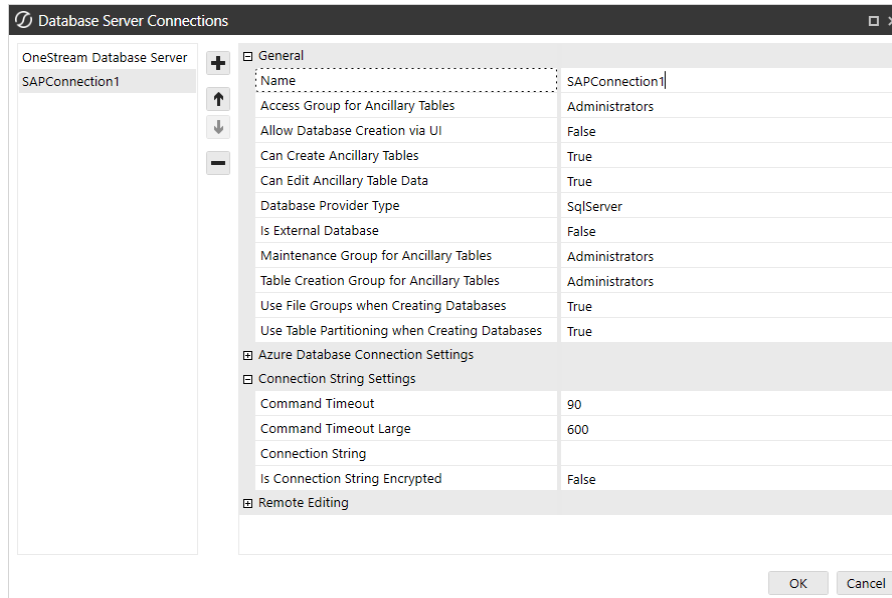 Database Server Connections
OneStream Database Server
SAPConnection1
General
Name SAPConnection1
Access Group for Ancillary Tables Administrators
Allow Database Creation via UI False
Can Create Ancillary Tables True
Can Edit Ancillary Table Data True
Database Provider Type SqlServer
Is External Database False
Maintenance Group for Ancillary Tables Administrators
Table Creation Group for Ancillary Tables Administrators
Use File Groups when Creating Databases True
Use Table Partitioning when Creating Databases True
Azure Database Connection Settings
Connection String Settings
Command Timeout 90
Command Timeout Large 600
Connection String
Is Connection String Encrypted False
Remote Editing
OK Cancel